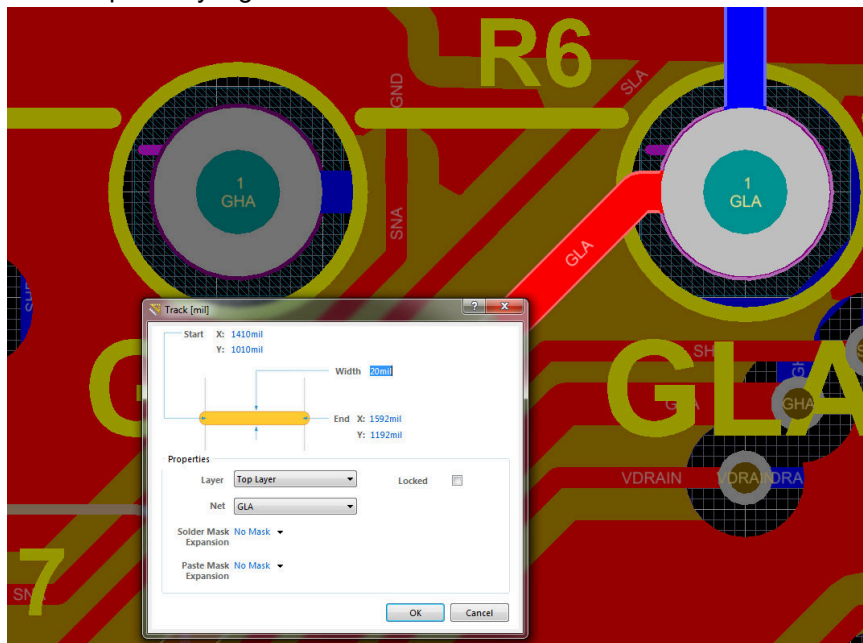 R6
GND
SLA
SNA
1
GHA
1
GLA
GLA
Track [mil]
Start X: 1410mil
Y: 1010mil
Width 20mil
End X: 1592mil
Y: 1192mil
Properties
Layer Top Layer
Locked
Net GLA
Solder Mask Expansion No Mask
Paste Mask Expansion No Mask
OK Cancel
G
GLA
SH
GHA
VDRAIN
VDRAIN
DRA
7
SNA